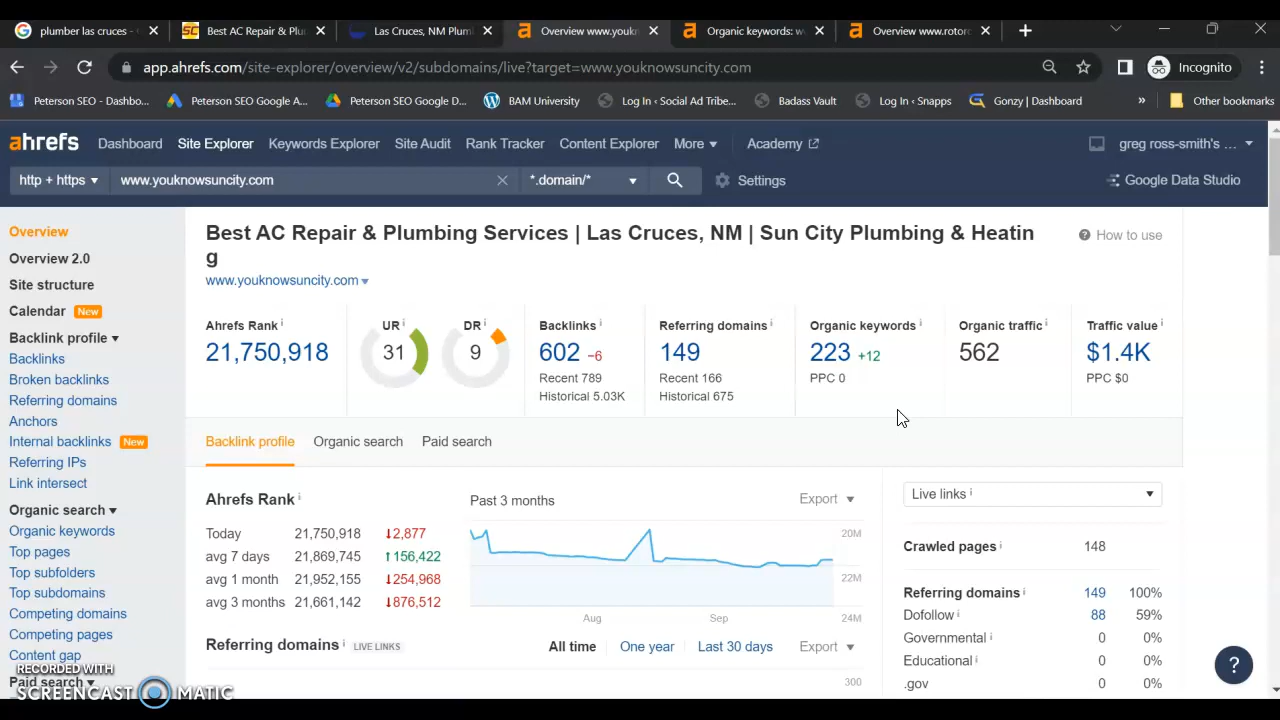 plumber las cruces -
Best AC Repair & Plu
Las Cruces, NM Plum
Overview www.youk
Organic keywords: w
Overview www.rotoro
app.ahrefs.com/site-explorer/overview/v2/subdomains/live?target=www.youknowsuncity.com
Incognito
Peterson SEO - Dashbo...
Peterson SEO Google A...
Peterson SEO Google D...
BAM University
Log In ‹ Social Ad Tribe...
Badass Vault
Log In ‹ Snapps
Gonzy | Dashboard
»
Other bookmarks
ahrefs
Dashboard
Site Explorer
Keywords Explorer
Site Audit
Rank Tracker
Content Explorer
More
Academy
greg ross-smith's ...
http + https
www.youknowsuncity.com
*.domain/*
Settings
Google Data Studio
Overview
Overview 2.0
Site structure
Calendar New
Backlink profile
Backlinks
Broken backlinks
Referring domains
Anchors
Internal backlinks New
Referring IPs
Link intersect
Organic search
Organic keywords
Top pages
Top subfolders
Top subdomains
Competing domains
Competing pages
Content gap
Paid search
Best AC Repair & Plumbing Services | Las Cruces, NM | Sun City Plumbing & Heatin
g
How to use
www.youknowsuncity.com
Ahrefs Rank
21,750,918
UR
31
DR
9
Backlinks
602 −6
Recent 789
Historical 5.03K
Referring domains
149
Recent 166
Historical 675
Organic keywords
223 +12
PPC 0
Organic traffic
562
Traffic value
$1.4K
PPC $0
Backlink profile
Organic search
Paid search
Ahrefs Rank
Today 21,750,918 ↓2,877
avg 7 days 21,869,745 ↑156,422
avg 1 month 21,952,155 ↓254,968
avg 3 months 21,661,142 ↓876,512
Past 3 months
Export
20M
22M
24M
Aug
Sep
Referring domains LIVE LINKS
All time
One year
Last 30 days
Export
300
Live links
Crawled pages 148
Referring domains 149 100%
Dofollow 88 59%
Governmental 0 0%
Educational 0 0%
.gov 0 0%
?
RECORDED WITH
SCREENCAST MATIC